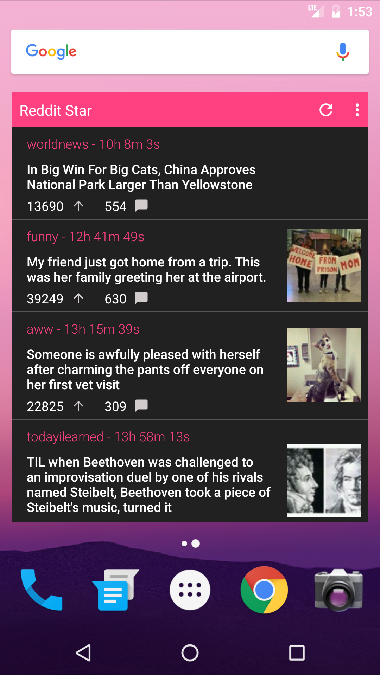 LTE 1:53
Google
Reddit Star
worldnews - 10h 8m 3s
In Big Win For Big Cats, China Approves
National Park Larger Than Yellowstone
13690 554
funny - 12h 41m 49s
My friend just got home from a trip. This
was her family greeting her at the airport.
39249 630
WELCOME HOME FROM PRISON MOM
aww - 13h 15m 39s
Someone is awfully pleased with herself
after charming the pants off everyone on
her first vet visit
22825 309
todayilearned - 13h 58m 13s
TIL when Beethoven was challenged to
an improvisation duel by one of his rivals
named Steibelt, Beethoven took a piece of
Steibelt's music, turned it